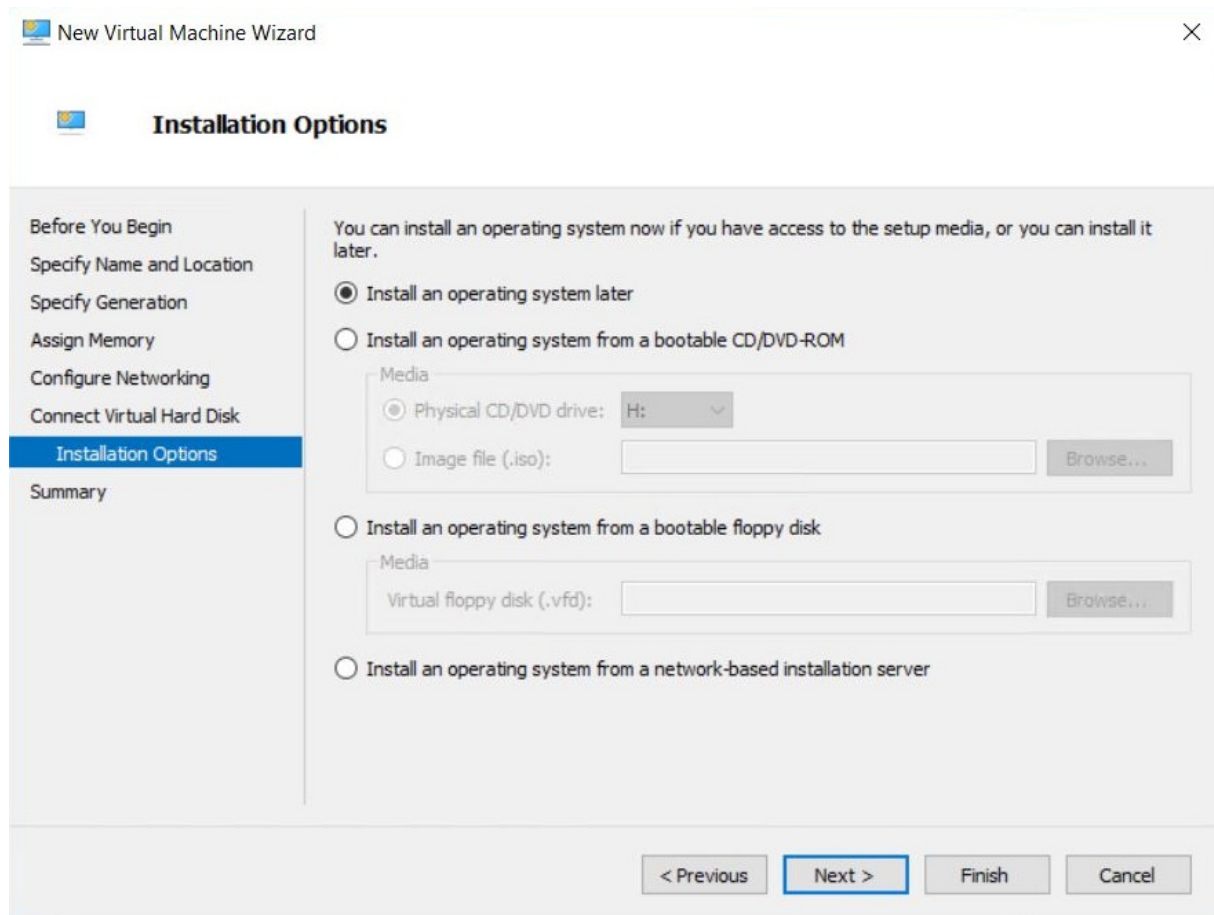 New Virtual Machine Wizard
Installation Options
Before You Begin
Specify Name and Location
Specify Generation
Assign Memory
Configure Networking
Connect Virtual Hard Disk
Installation Options
Summary
You can install an operating system now if you have access to the setup media, or you can install it
later.
Install an operating system later
Install an operating system from a bootable CD/DVD-ROM
Media
Physical CD/DVD drive: H:
Image file (.iso): Browse...
Install an operating system from a bootable floppy disk
Media
Virtual floppy disk (.vfd): Browse...
Install an operating system from a network-based installation server
< Previous Next > Finish Cancel